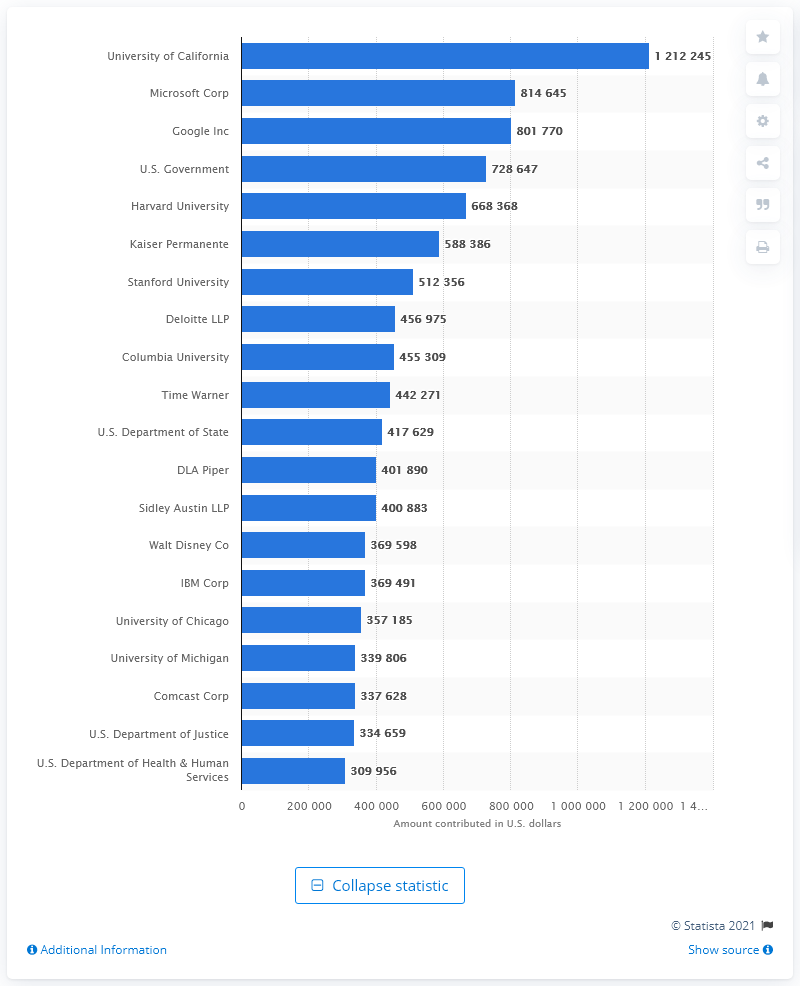 University of California 1 212 245
Microsoft Corp 814 645
Google Inc 801 770
U.S. Government 728 647
Harvard University 668 368
Kaiser Permanente 588 386
Stanford University 512 356
Deloitte LLP 456 975
Columbia University 455 309
Time Warner 442 271
U.S. Department of State 417 629
DLA Piper 401 890
Sidley Austin LLP 400 883
Walt Disney Co 369 598
IBM Corp 369 491
University of Chicago 357 185
University of Michigan 339 806
Comcast Corp 337 628
U.S. Department of Justice 334 659
U.S. Department of Health & Human
Services 309 956
0 200 000 400 000 600 000 800 000 1 000 000 1 200 000 1 4...
Amount contributed in U.S. dollars
Collapse statistic
© Statista 2021
Additional Information Show source